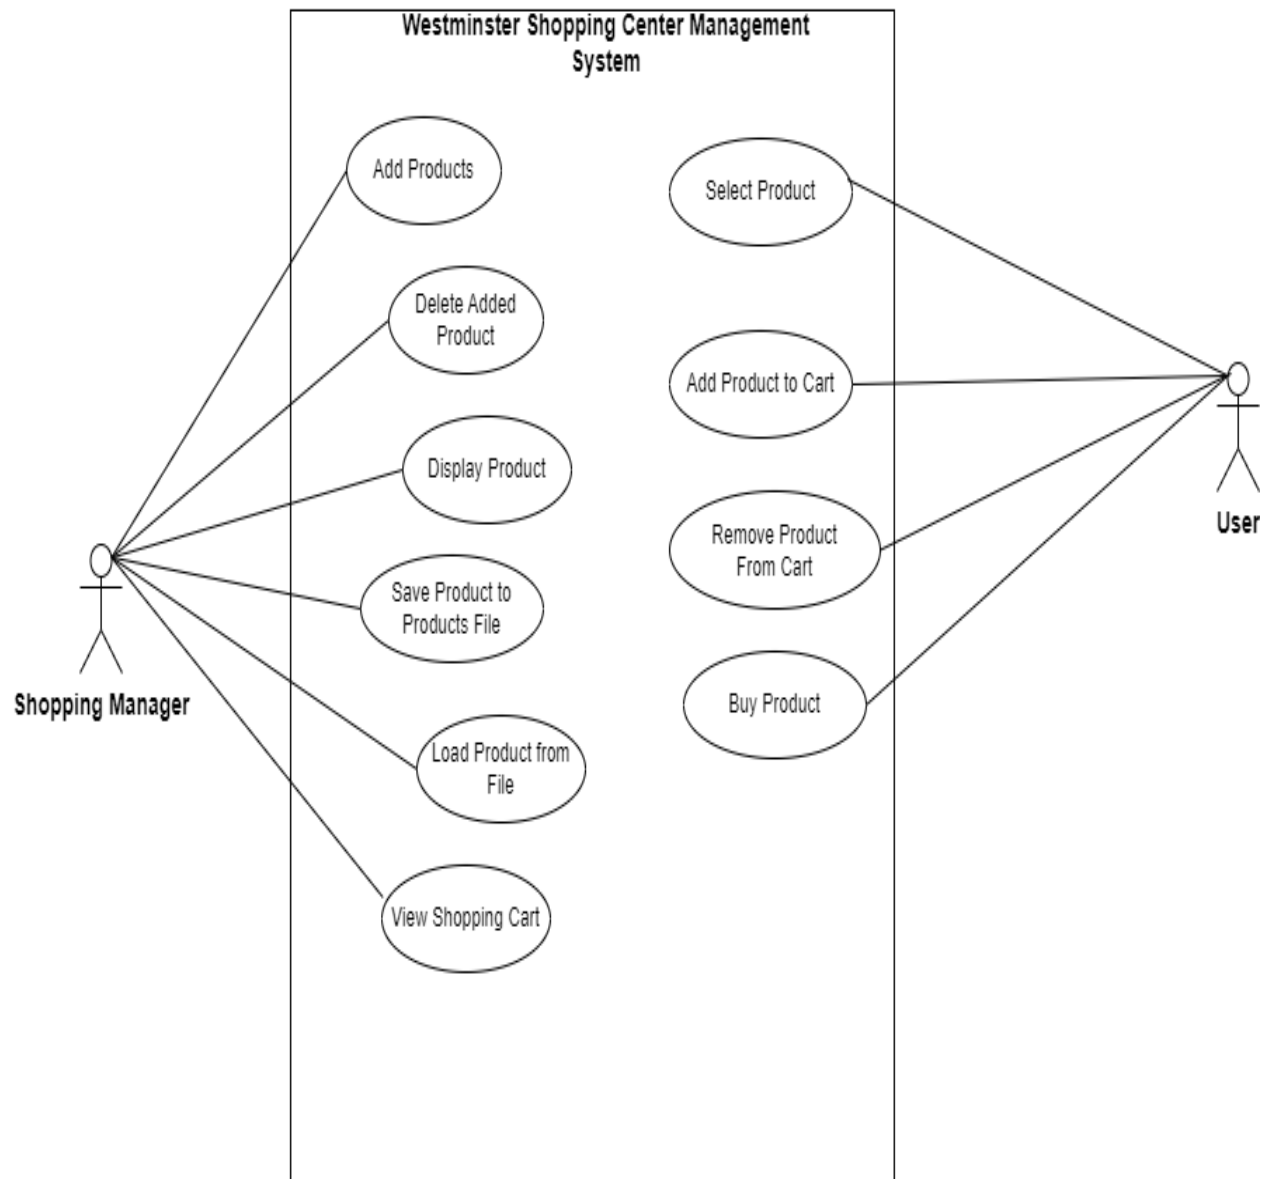 Westminster Shopping Center Management
System
Add Products
Select Product
Delete Added
Product
Add Product to Cart
Display Product
Remove Product
From Cart
User
Save Product to
Products File
Shopping Manager
Buy Product
Load Product from
File
View Shopping Cart